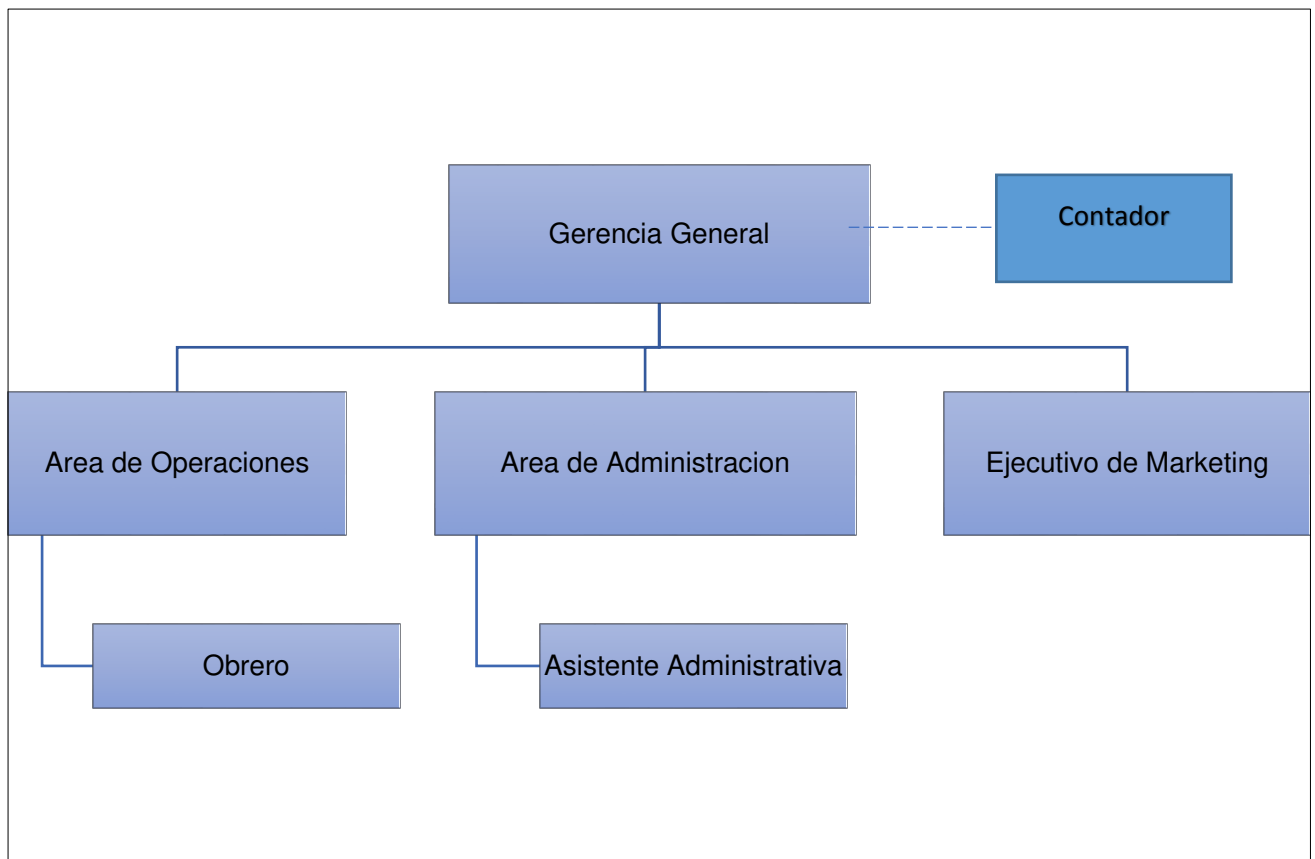 Gerencia General
Contador
Area de Operaciones
Area de Administracion
Ejecutivo de Marketing
Obrero
Asistente Administrativa